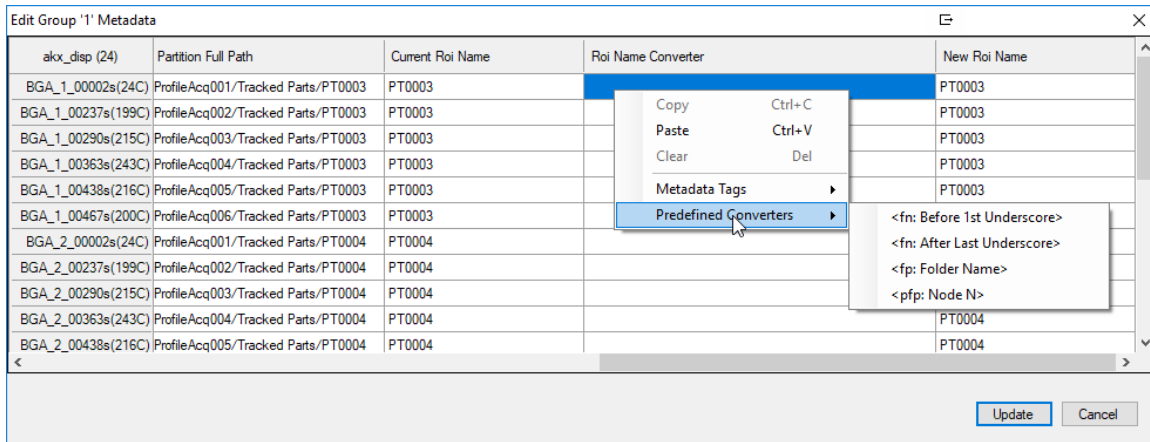 Edit Group '1' Metadata
akx_disp (24) Partition Full Path Current Roi Name Roi Name Converter New Roi Name
BGA_1_00002s(24C) ProfileAcq001/Tracked Parts/PT0003 PT0003 PT0003
BGA_1_00237s(199C) ProfileAcq002/Tracked Parts/PT0003 PT0003 Copy Ctrl+C PT0003
BGA_1_00290s(215C) ProfileAcq003/Tracked Parts/PT0003 PT0003 Paste Ctrl+V PT0003
BGA_1_00363s(243C) ProfileAcq004/Tracked Parts/PT0003 PT0003 Clear Del PT0003
BGA_1_00438s(216C) ProfileAcq005/Tracked Parts/PT0003 PT0003 Metadata Tags PT0003
BGA_1_00467s(200C) ProfileAcq006/Tracked Parts/PT0003 PT0003 Predefined Converters <fn: Before 1st Underscore>
BGA_2_00002s(24C) ProfileAcq001/Tracked Parts/PT0004 PT0004 <fn: After Last Underscore>
BGA_2_00237s(199C) ProfileAcq002/Tracked Parts/PT0004 PT0004 <fp: Folder Name>
BGA_2_00290s(215C) ProfileAcq003/Tracked Parts/PT0004 PT0004 <pfp: Node N>
BGA_2_00363s(243C) ProfileAcq004/Tracked Parts/PT0004 PT0004 PT0004
BGA_2_00438s(216C) ProfileAcq005/Tracked Parts/PT0004 PT0004 PT0004
Update Cancel